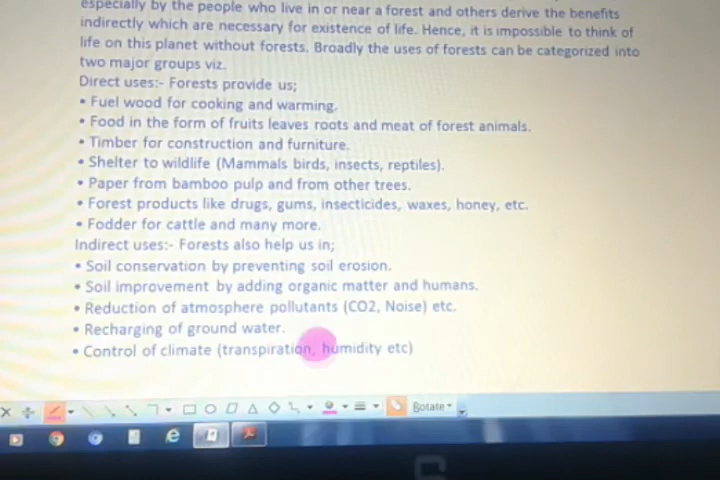 especially by the people who live in or near a forest and others derive the benefits
indirectly which are necessary for existence of life. Hence, it is impossible to think of
life on this planet without forests. Broadly the uses of forests can be categorized into
two major groups viz.
Direct uses:- Forests provide us;
• Fuel wood for cooking and warming.
• Food in the form of fruits leaves roots and meat of forest animals.
• Timber for construction and furniture.
• Shelter to wildlife (Mammals birds, insects, reptiles).
• Paper from bamboo pulp and from other trees.
• Forest products like drugs, gums, insecticides, waxes, honey, etc.
• Fodder for cattle and many more.
Indirect uses:- Forests also help us in;
• Soil conservation by preventing soil erosion.
• Soil improvement by adding organic matter and humans.
• Reduction of atmosphere pollutants (CO2, Noise) etc.
• Recharging of ground water.
• Control of climate (transpiration, humidity etc)
Rotate